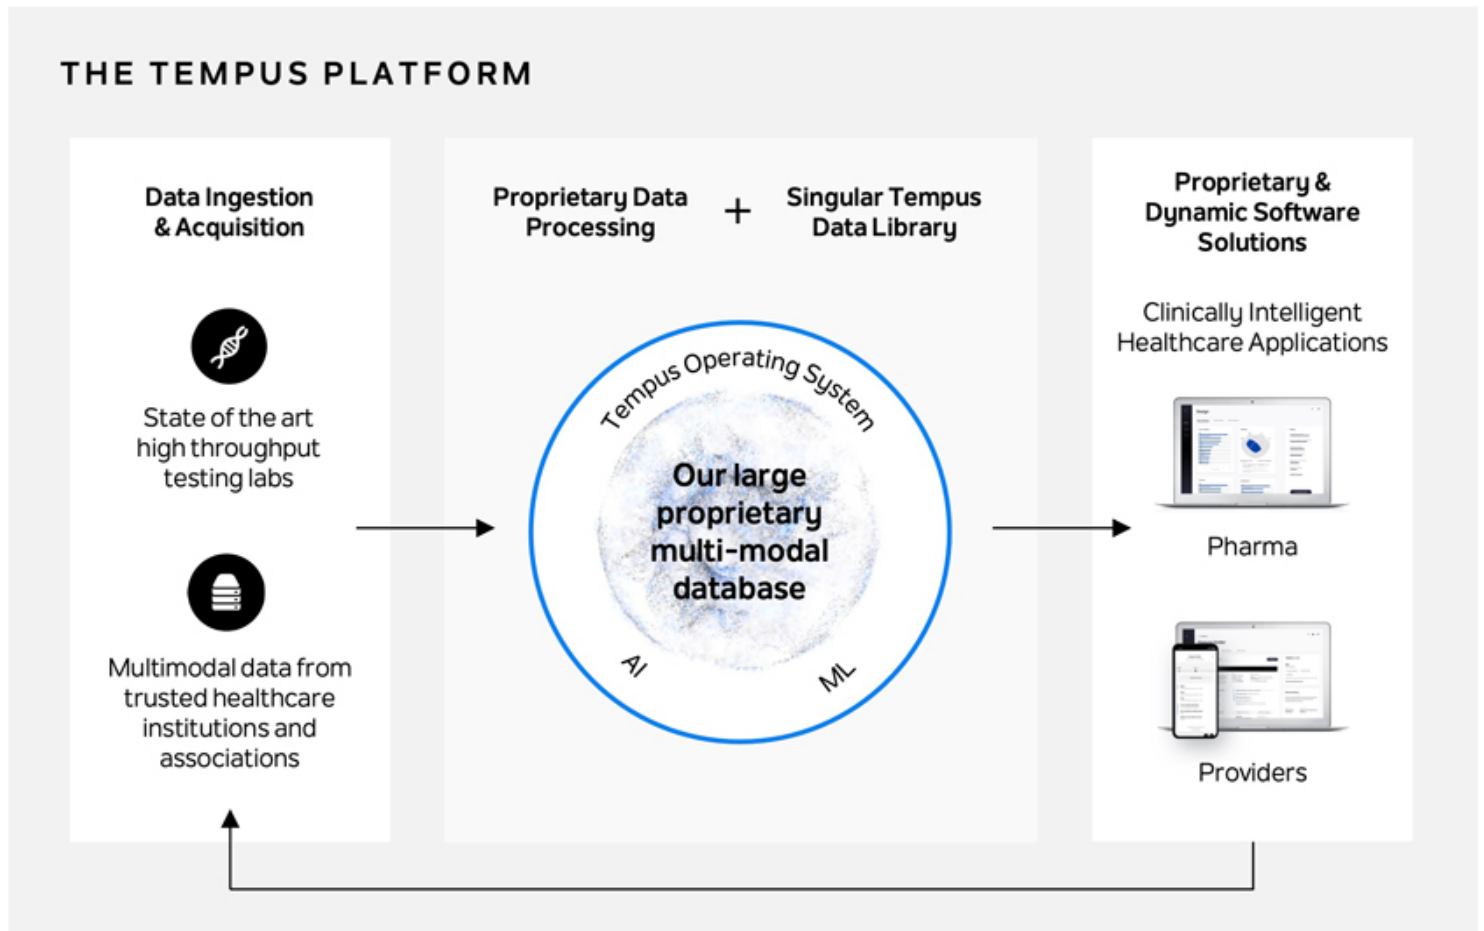 THE TEMPUS PLATFORM
Data Ingestion
& Acquisition
State of the art
high throughput
testing labs
Multimodal data from
trusted healthcare
institutions and
associations
Proprietary Data
Processing
+
Singular Tempus
Data Library
Tempus Operating System
Our large
proprietary
multi-modal
database
AI
ML
Proprietary &
Dynamic Software
Solutions
Clinically Intelligent
Healthcare Applications
Pharma
Providers